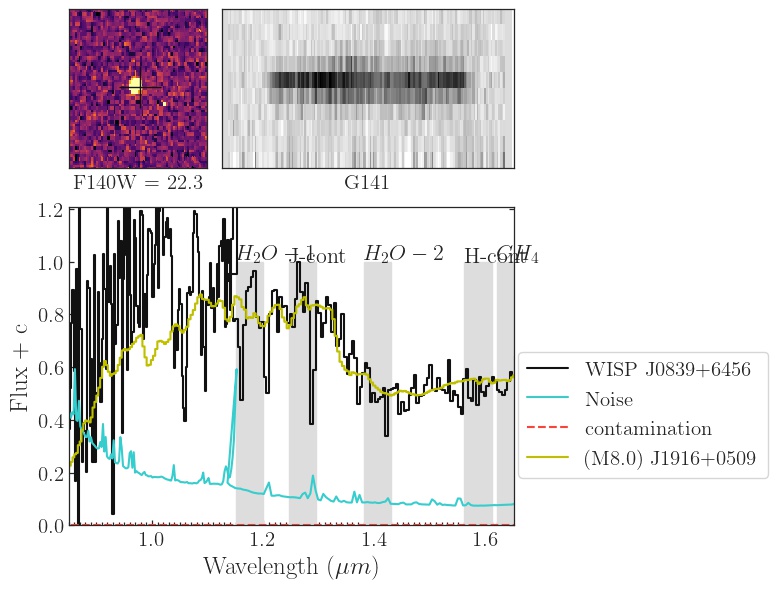 F140W = 22.3
G141
1.2
1.0
0.8
0.6
0.4
0.2
0.0
Flux + c
H₂O − 1
J-cont
H₂O − 2
H-cont
CH₄
1.0
1.2
1.4
1.6
Wavelength (μm)
WISP J0839+6456
Noise
contamination
(M8.0) J1916+0509